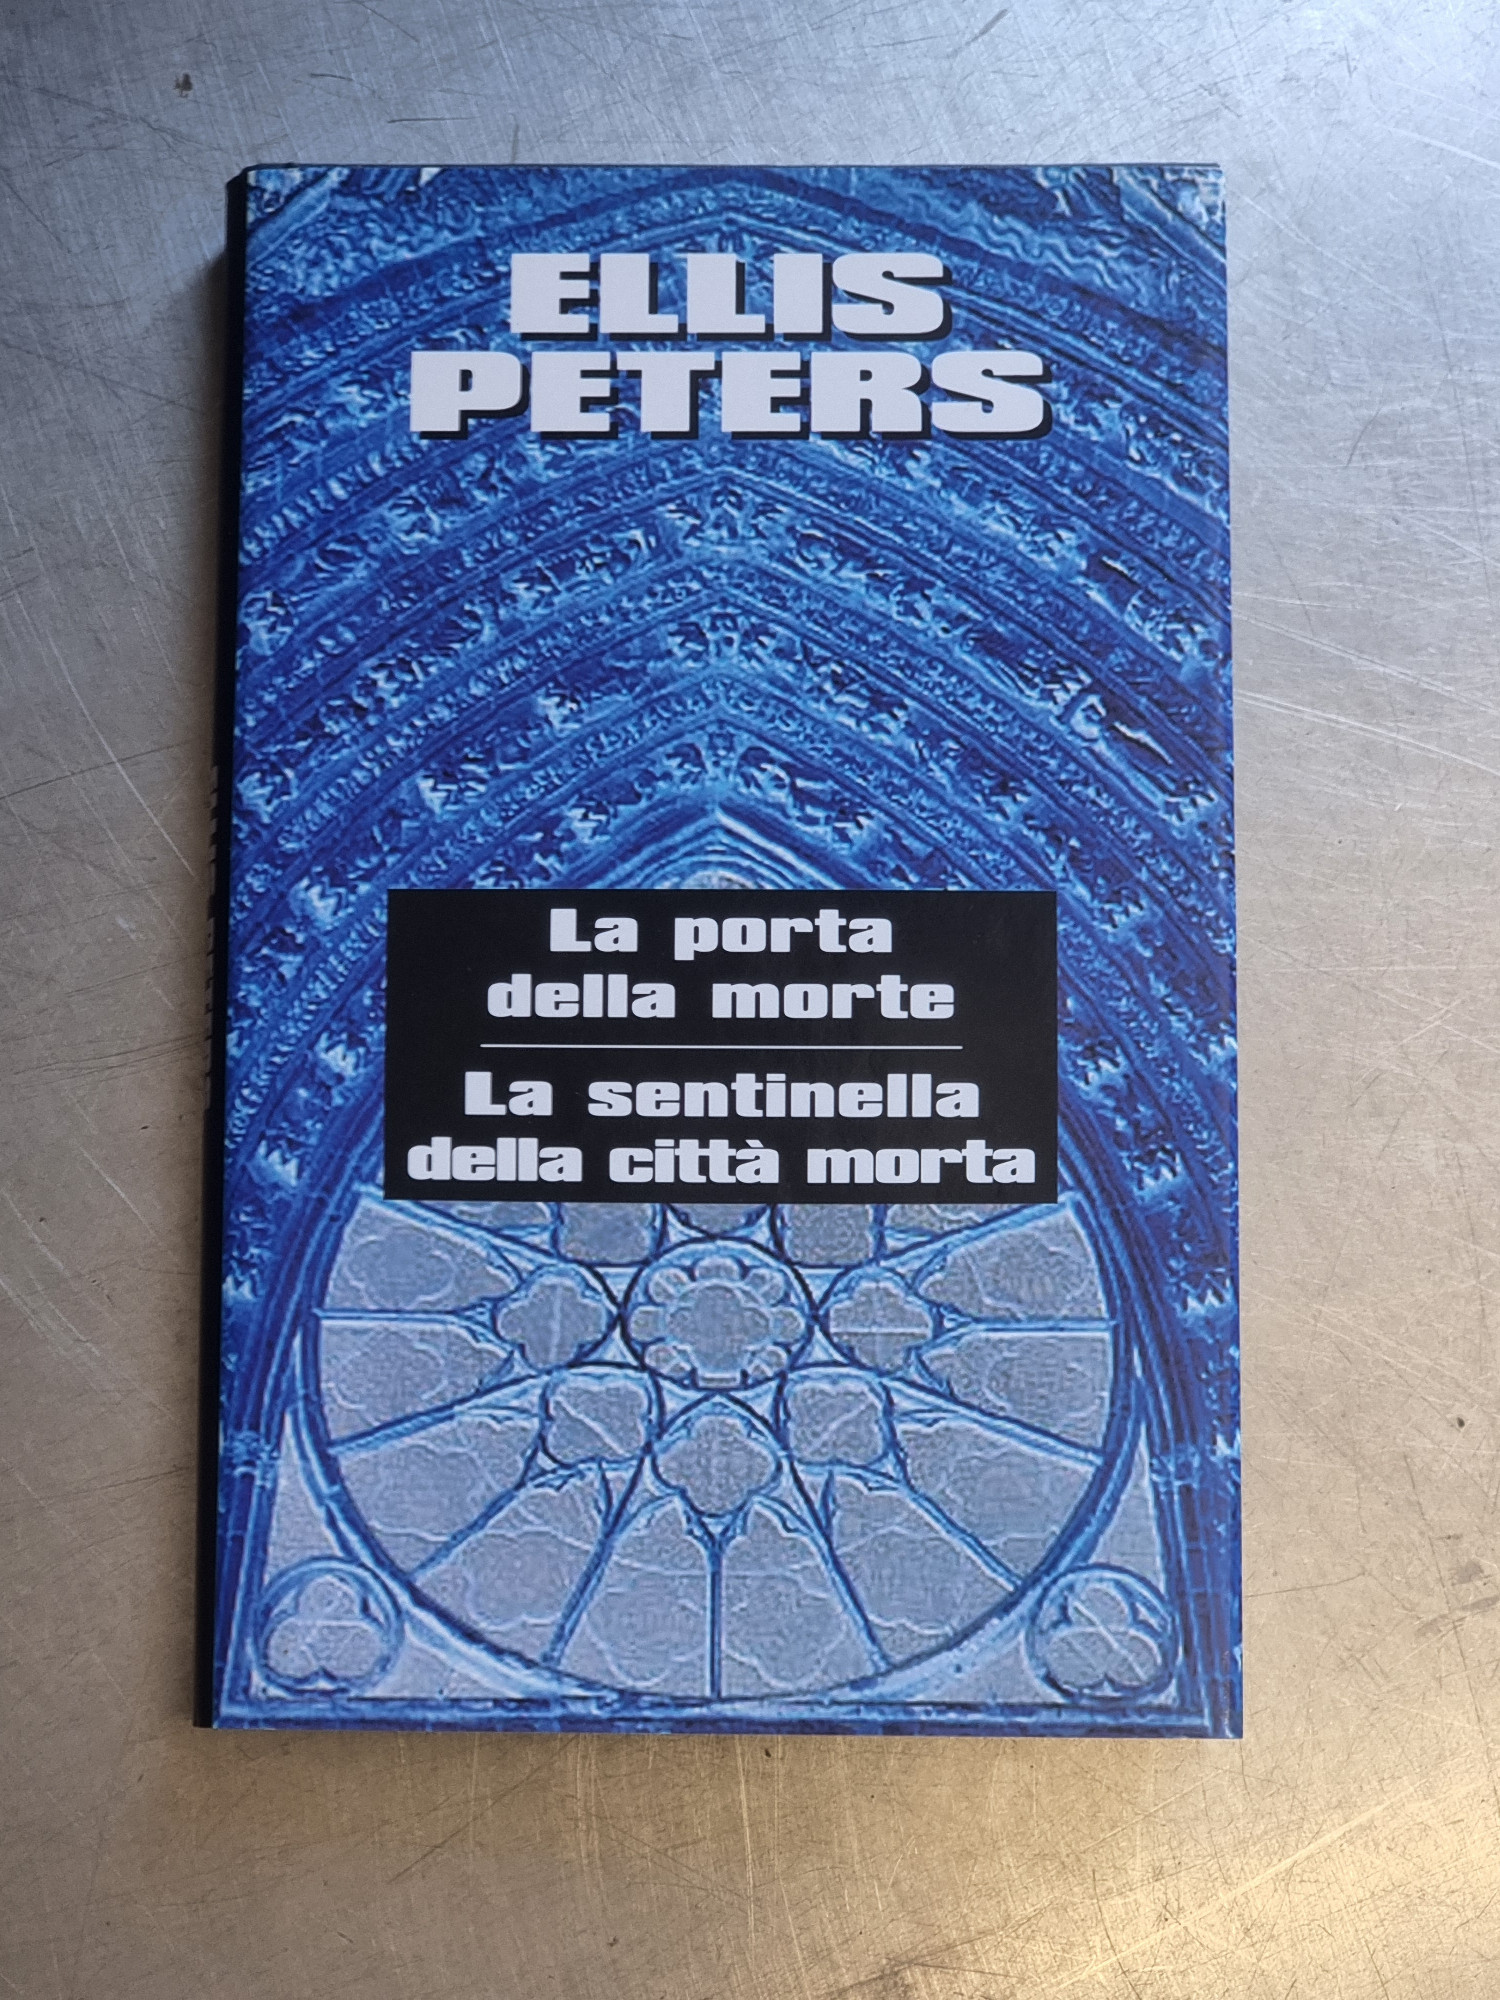 ELLIS
PETERS
La porta
della morte
La sentinella
della città morta